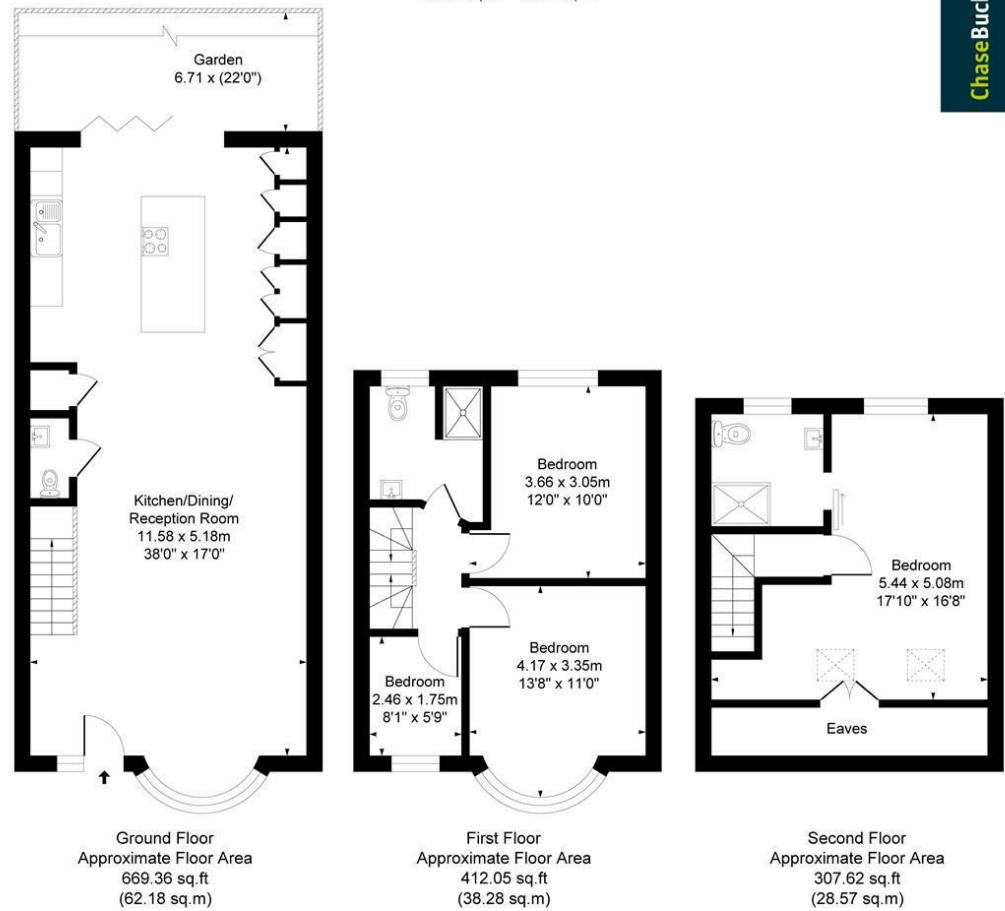 ChaseBuch
Garden
6.71 x (22'0")
Kitchen/Dining/
Reception Room
11.58 x 5.18m
38'0" x 17'0"
Bedroom
3.66 x 3.05m
12'0" x 10'0"
Bedroom
4.17 x 3.35m
13'8" x 11'0"
Bedroom
2.46 x 1.75m
8'1" x 5'9"
Bedroom
5.44 x 5.08m
17'10" x 16'8"
Eaves
Ground Floor
Approximate Floor Area
669.36 sq.ft
(62.18 sq.m)
First Floor
Approximate Floor Area
412.05 sq.ft
(38.28 sq.m)
Second Floor
Approximate Floor Area
307.62 sq.ft
(28.57 sq.m)